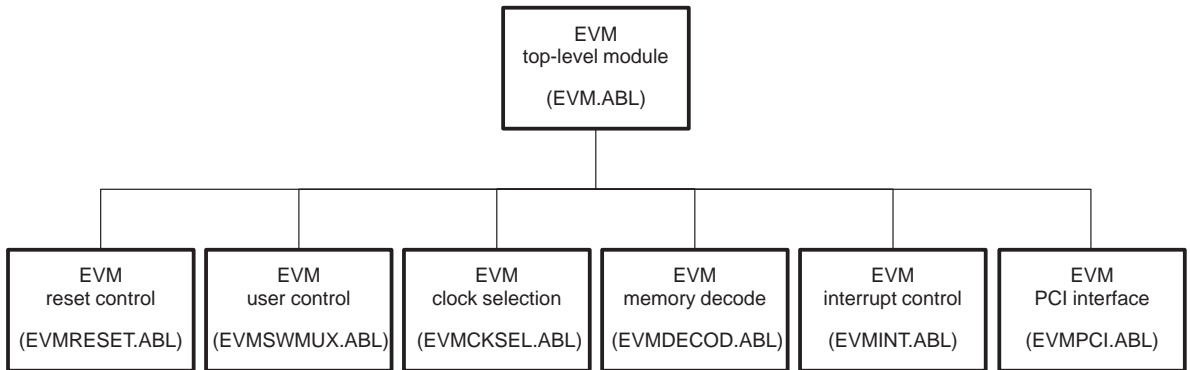 EVM
top-level module
(EVM.ABL)
EVM
reset control
(EVMRESET.ABL)
EVM
user control
(EVMSWMUX.ABL)
EVM
clock selection
(EVMCKSEL.ABL)
EVM
memory decode
(EVMDECOD.ABL)
EVM
interrupt control
(EVMINT.ABL)
EVM
PCI interface
(EVMPCI.ABL)